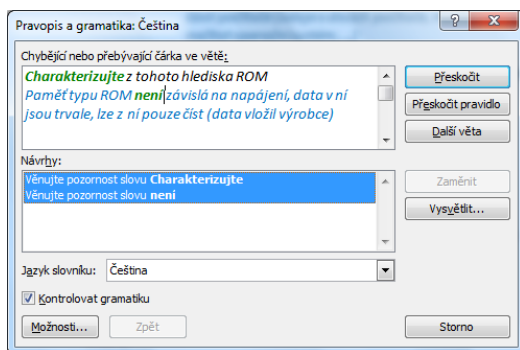 Pravopis a gramatika: Čeština
Chybějící nebo přebývající čárka ve větě:
Charakterizujte z tohoto hlediska ROM
Paměť typu ROM není závislá na napájení, data v ní
jsou trvale, lze z ní pouze číst (data vložil výrobce)
Přeskočit
Přeskočit pravidlo
Další věta
Návrhy:
Věnujte pozornost slovu Charakterizujte
Věnujte pozornost slovu není
Zaměnit
Vysvětlit...
Jazyk slovníku: Čeština
Kontrolovat gramatiku
Možnosti... Zpět Storno